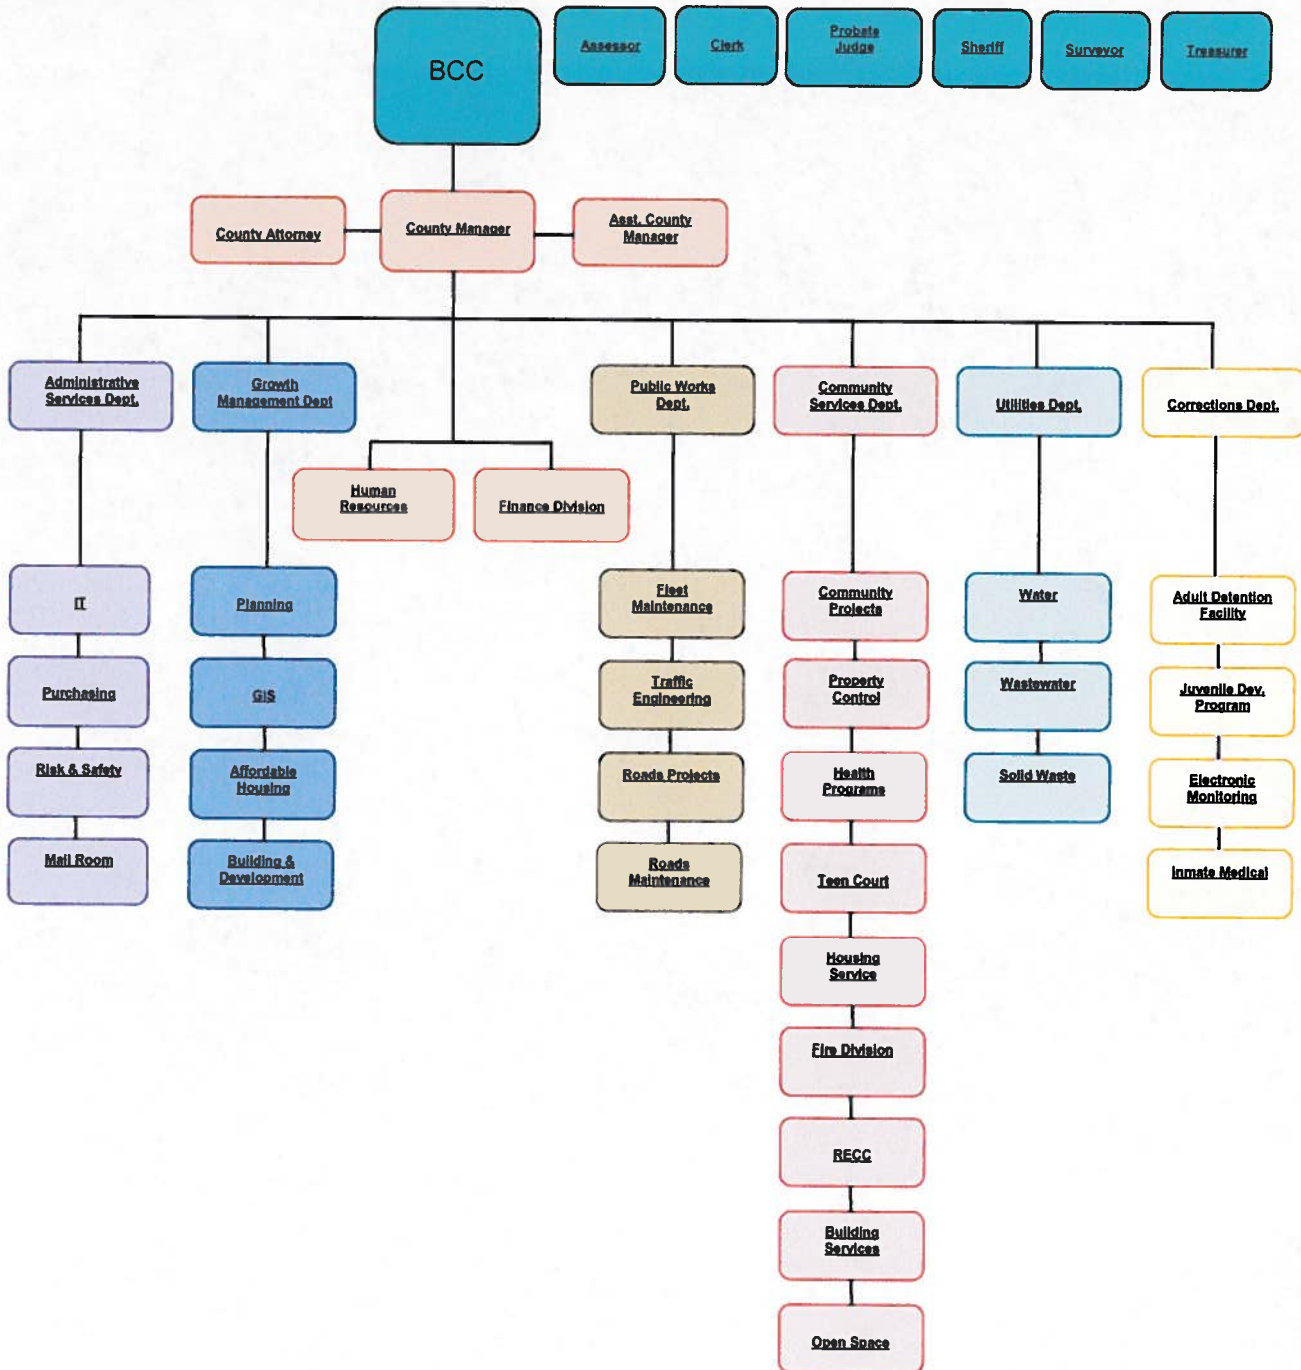 BCC
Assessor
Clerk
Probate
Judge
Sheriff
Surveyor
Treasurer
County Attorney
County Manager
Asst. County
Manager
Administrative
Services Dept.
Growth
Management Dept
Public Works
Dept.
Community
Services Dept.
Utilities Dept.
Corrections Dept.
Human
Resources
Finance Division
IT
Planning
Fleet
Maintenance
Community
Projects
Water
Adult Detention
Facility
Purchasing
GIS
Traffic
Engineering
Property
Control
Wastewater
Juvenile Dev.
Program
Risk & Safety
Affordable
Housing
Roads Projects
Health
Programs
Solid Waste
Electronic
Monitoring
Mail Room
Building &
Development
Roads
Maintenance
Teen Court
Inmate Medical
Housing
Service
Fire Division
RECC
Building
Services
Open Space